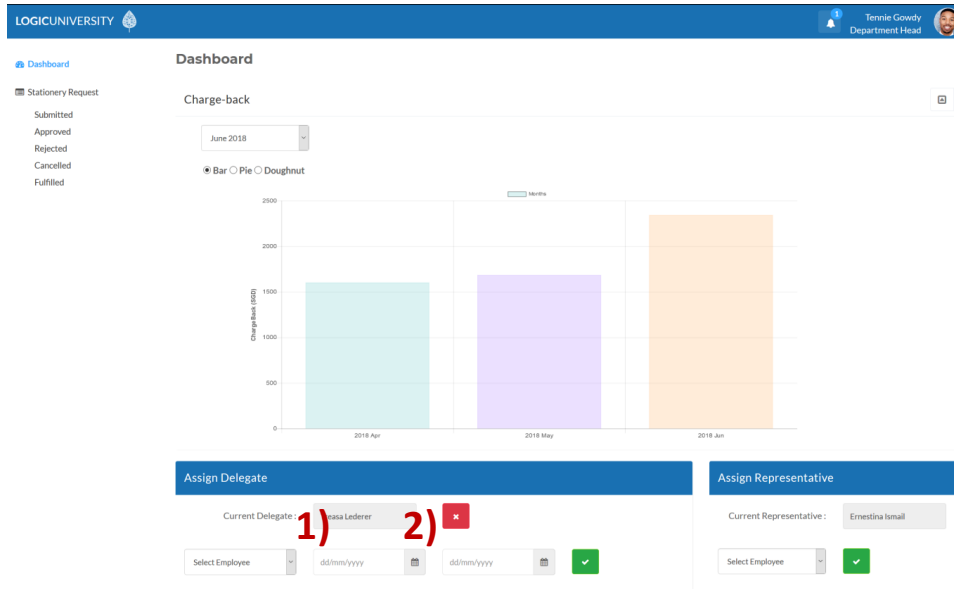 LOGICUNIVERSITY
1
Tennie Gowdy
Department Head
Dashboard
Stationery Request
Submitted
Approved
Rejected
Cancelled
Fulfilled
Dashboard
Charge-back
June 2018
Bar Pie Doughnut
Months
2500
2000
1500
1000
500
0
Charge Back (SGD)
2018 Apr 2018 May 2018 Jun
Assign Delegate
Current Delegate : Lederer
1) 2)
Select Employee dd/mm/yyyy dd/mm/yyyy
Assign Representative
Current Representative : Ernestina Ismail
Select Employee